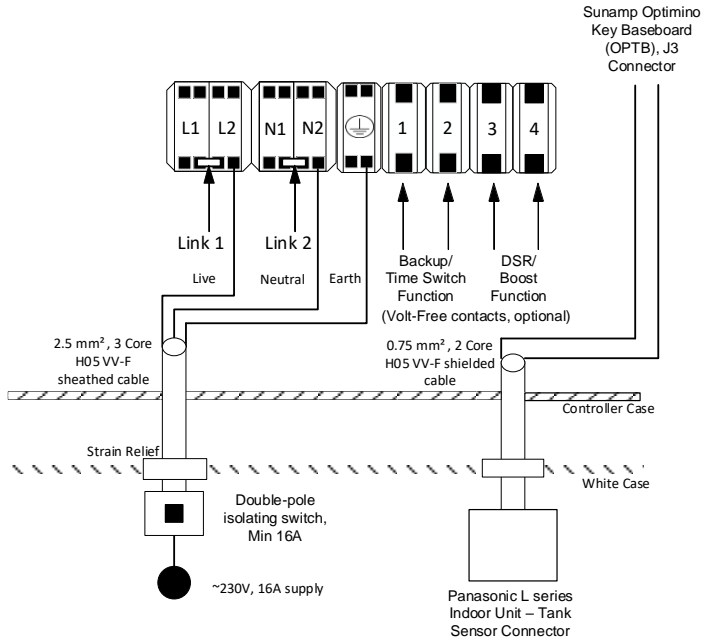 Sunamp Optimino
Key Baseboard
(OPTB), J3
Connector
L1 L2 N1 N2 1 2 3 4
Link 1 Link 2
Live Neutral Earth
Backup/
Time Switch
Function
DSR/
Boost
Function
(Volt-Free contacts, optional)
2.5 mm², 3 Core
H05 VV-F
sheathed cable
0.75 mm², 2 Core
H05 VV-F shielded
cable
Controller Case
Strain Relief
White Case
Double-pole
isolating switch,
Min 16A
~230V, 16A supply
Panasonic L series
Indoor Unit – Tank
Sensor Connector